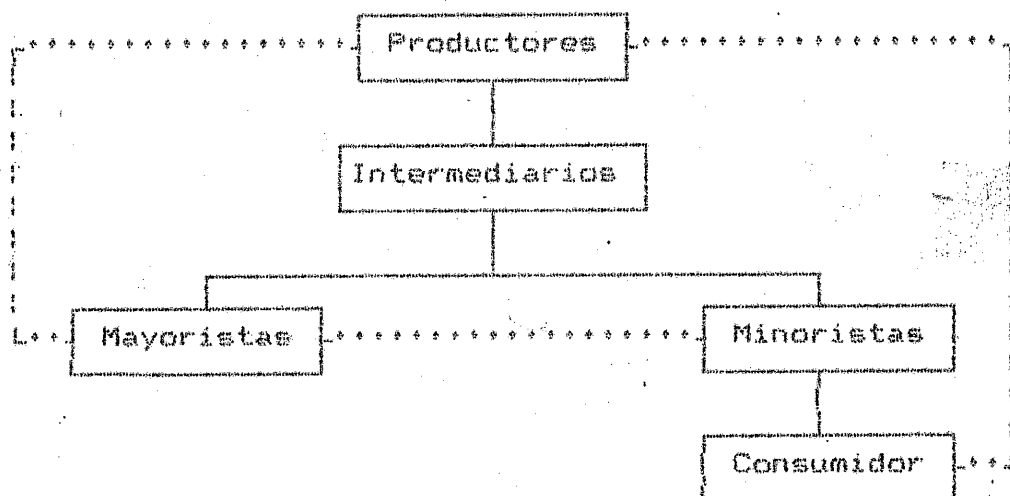 Productores
Intermediarios
Mayoristas
Minoristas
Consumidor